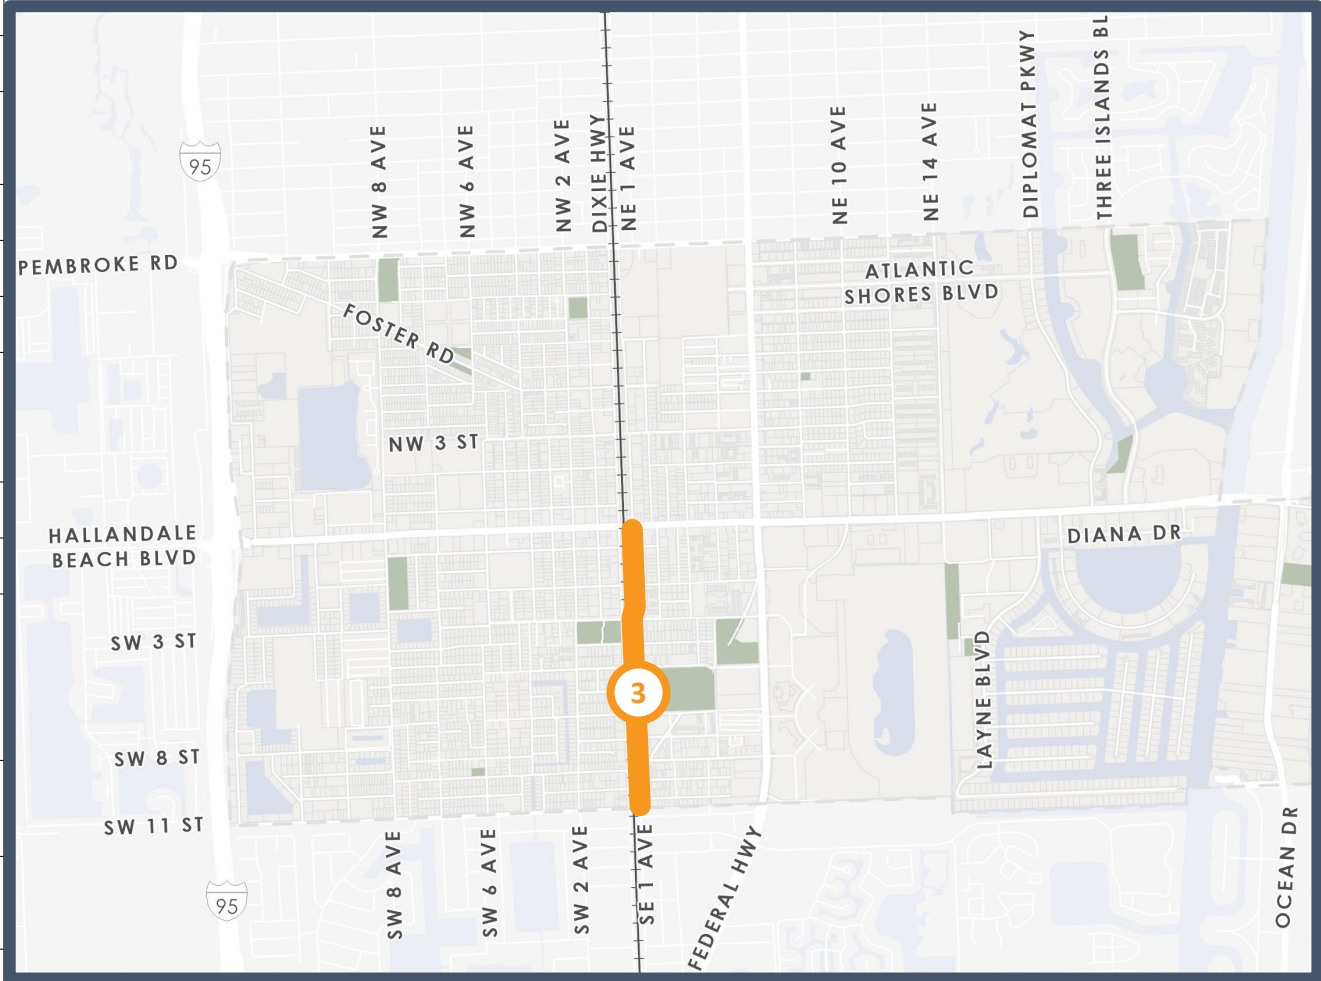 DIPLOMAT PKWY
THREE ISLANDS BL
NW 8 AVE
NW 6 AVE
NW 2 AVE
DIXIE HWY
NE 1 AVE
NE 10 AVE
NE 14 AVE
95
PEMBROKE RD
ATLANTIC
SHORES BLVD
FOSTER RD
NW 3 ST
HALLANDALE
BEACH BLVD
DIANA DR
SW 3 ST
LAYNE BLVD
3
SW 8 ST
SW 11 ST
SW 8 AVE
SW 6 AVE
SW 2 AVE
SE 1 AVE
FEDERAL HWY
OCEAN DR
95